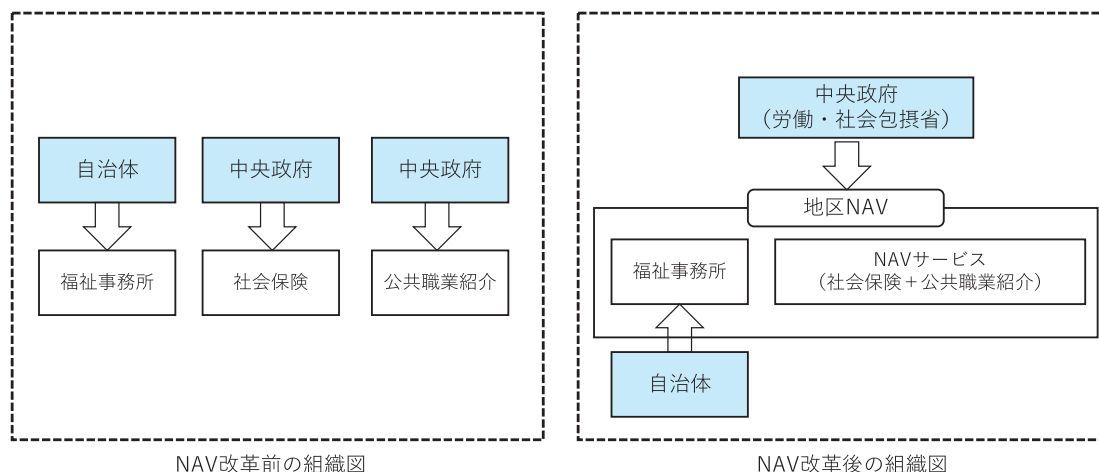 自治体
中央政府
中央政府
福祉事務所
社会保険
公共職業紹介
NAV改革前の組織図
中央政府
（労働・社会包摂省）
地区NAV
福祉事務所
NAVサービス
（社会保険＋公共職業紹介）
自治体
NAV改革後の組織図